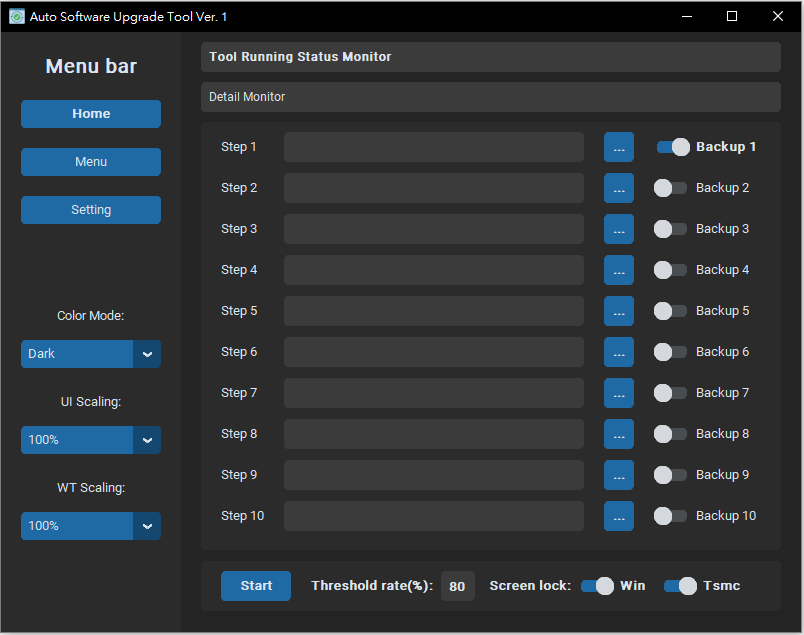 Auto Software Upgrade Tool Ver. 1
Menu bar
Home
Menu
Setting
Color Mode:
Dark
UI Scaling:
100%
WT Scaling:
100%
Tool Running Status Monitor
Detail Monitor
Step 1 ... Backup 1
Step 2 ... Backup 2
Step 3 ... Backup 3
Step 4 ... Backup 4
Step 5 ... Backup 5
Step 6 ... Backup 6
Step 7 ... Backup 7
Step 8 ... Backup 8
Step 9 ... Backup 9
Step 10 ... Backup 10
Start Threshold rate(%): 80 Screen lock: Win Tsmc